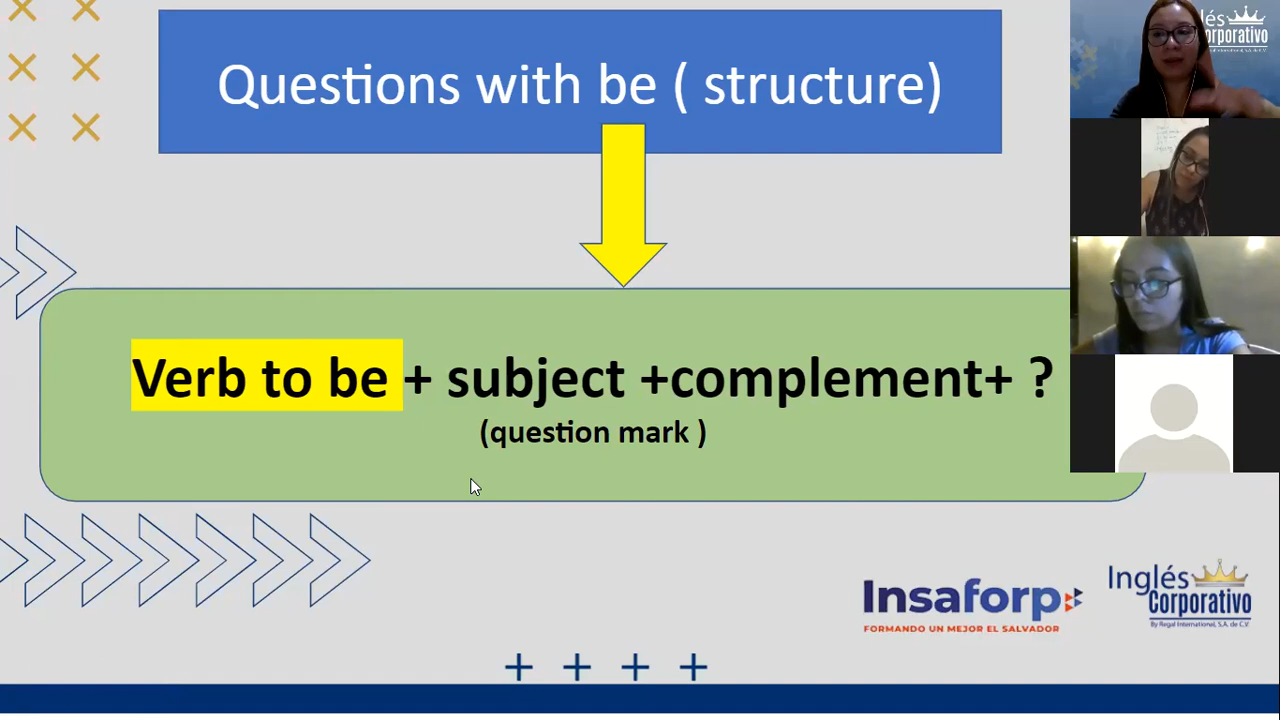 Questions with be ( structure)
Verb to be + subject +complement+ ?
(question mark )
Insaforp
FORMANDO UN MEJOR EL SALVADOR
Inglés
Corporativo
By Regal International, S.A. de C.V.